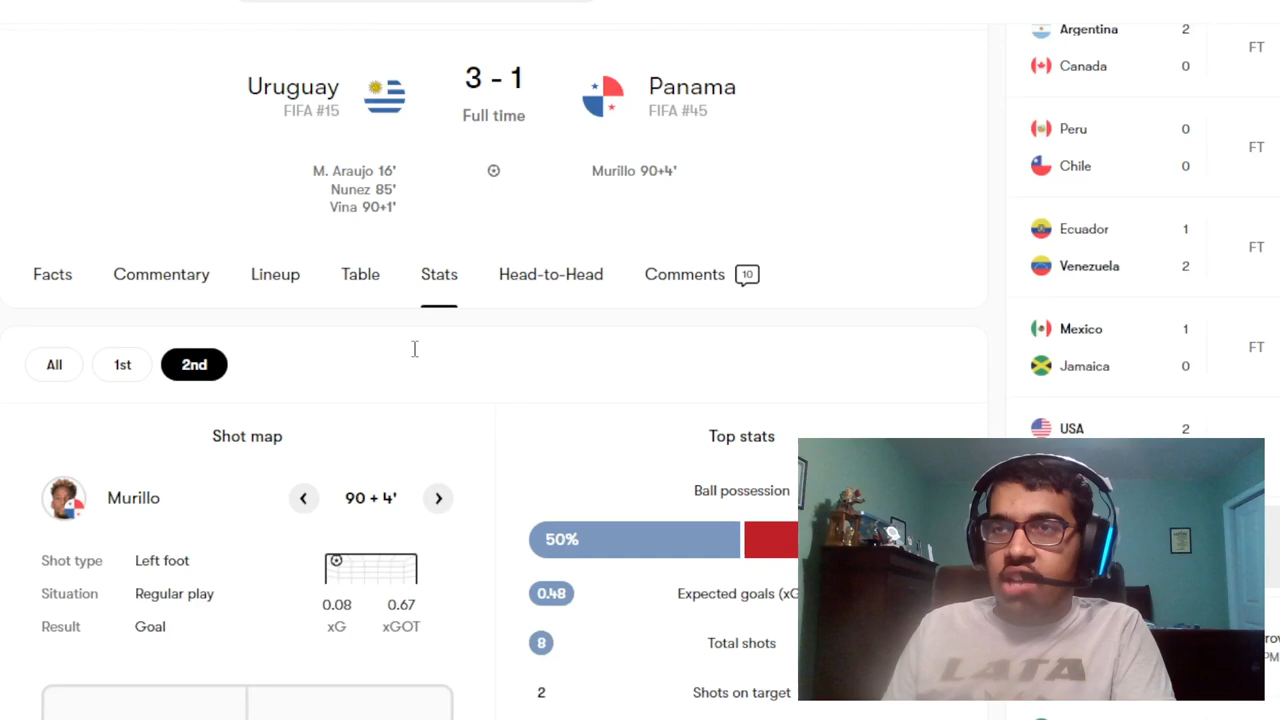 Uruguay
FIFA #15
3 - 1
Full time
Panama
FIFA #45
M. Araujo 16'
Nunez 85'
Vina 90+1'
Murillo 90+4'
Facts
Commentary
Lineup
Table
Stats
Head-to-Head
Comments 10
All
1st
2nd
Shot map
Murillo
90 + 4'
Shot type Left foot
Situation Regular play
Result Goal
0.08 0.67
xG xGOT
Top stats
Ball possession
50%
0.48 Expected goals (xG
8 Total shots
2 Shots on target
Argentina 2
FT
Canada 0
Peru 0
FT
Chile 0
Ecuador 1
FT
Venezuela 2
Mexico 1
FT
Jamaica 0
USA 2
LATA